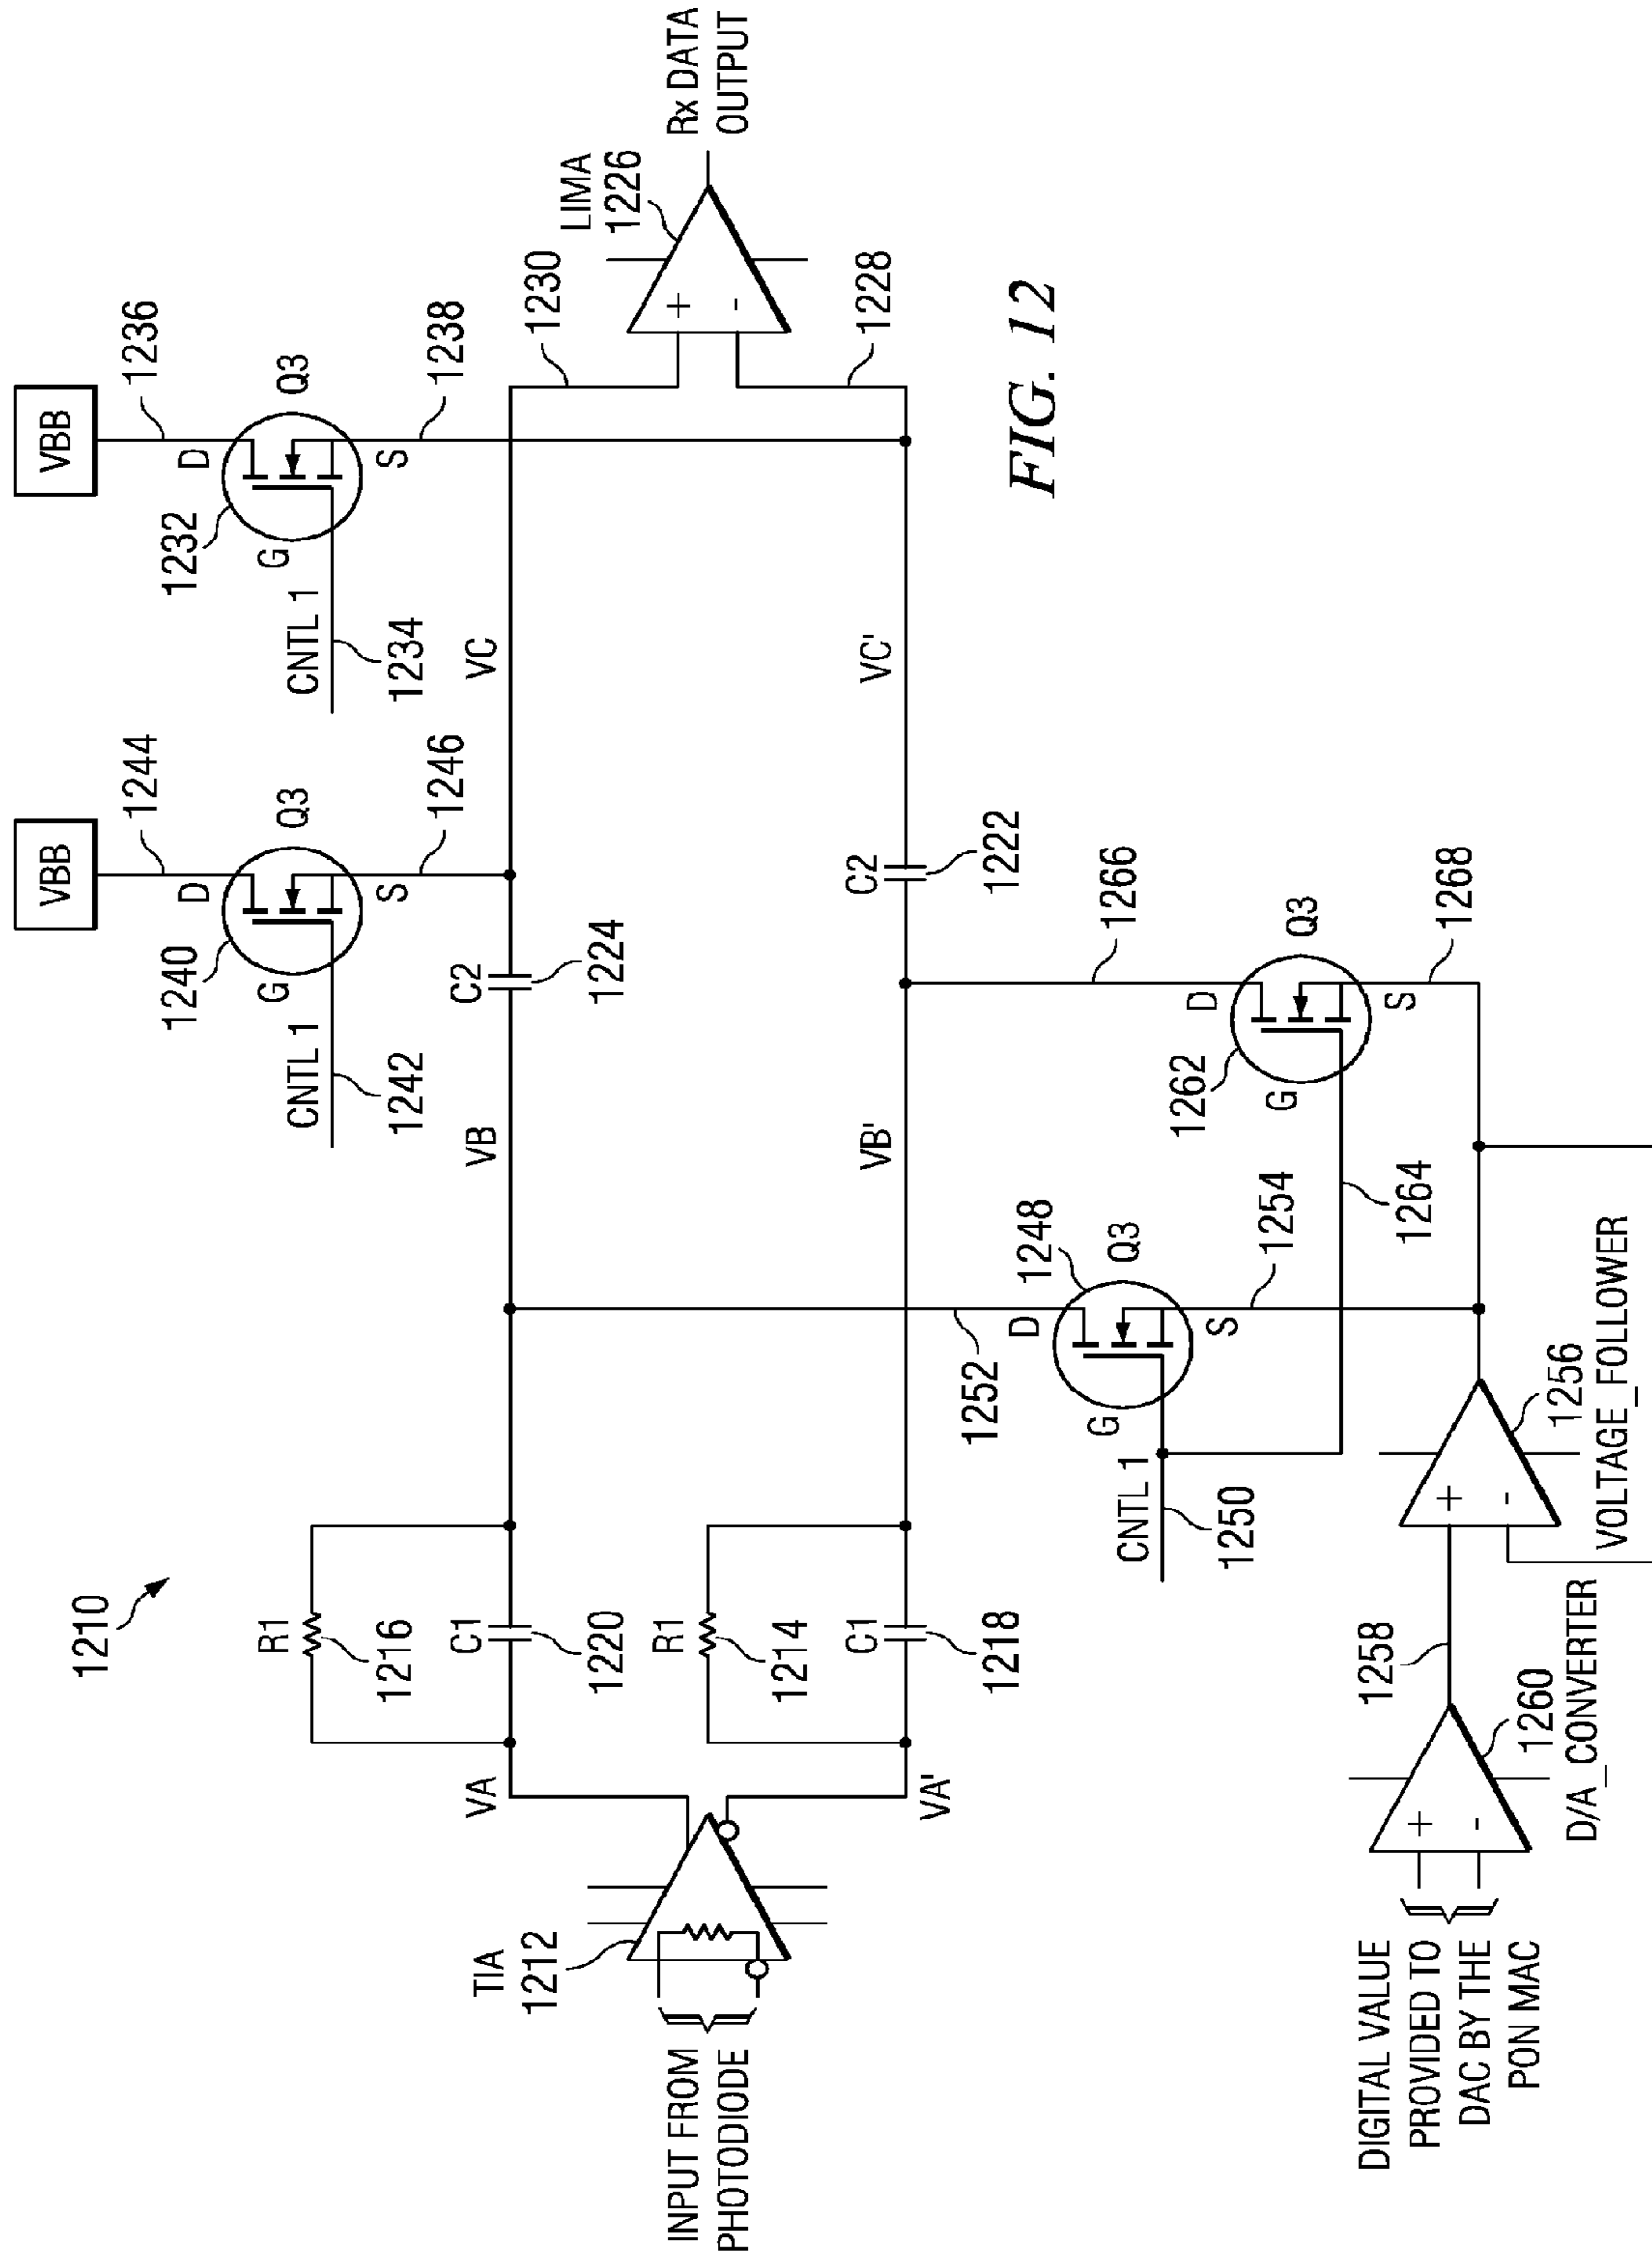 1210
VBB
VBB
1244
1236
D
D
Q3
Q3
1240
1232
G
G
S
S
CNTL 1
1242
1246
CNTL 1
1234
1238
R1
1216
VA
C1
1220
VB
C2
1224
VC
1230
LIMA
1226
+
-
Rx DATA
OUTPUT
TIA
1212
INPUT FROM
PHOTODIODE
R1
1214
VA'
C1
1218
VB'
C2
1222
VC'
1228
1252
D
1248
Q3
G
S
CNTL 1
1250
1254
1264
1266
D
1262
Q3
G
S
1268
1258
+
-
1256
VOLTAGE_FOLLOWER
+
-
1260
D/A_CONVERTER
DIGITAL VALUE
PROVIDED TO
DAC BY THE
PON MAC
FIG. 12